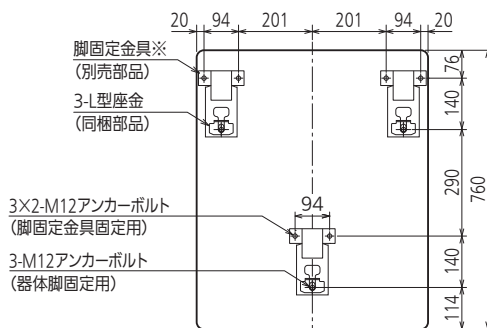 20 94 201 201 94 20
脚固定金具※
(別売部品)
3-L型座金
(同梱部品)
3×2-M12アンカーボルト
(脚固定金具固定用)
3-M12アンカーボルト
(器体脚固定用)
94
76
140
290
760
140
114